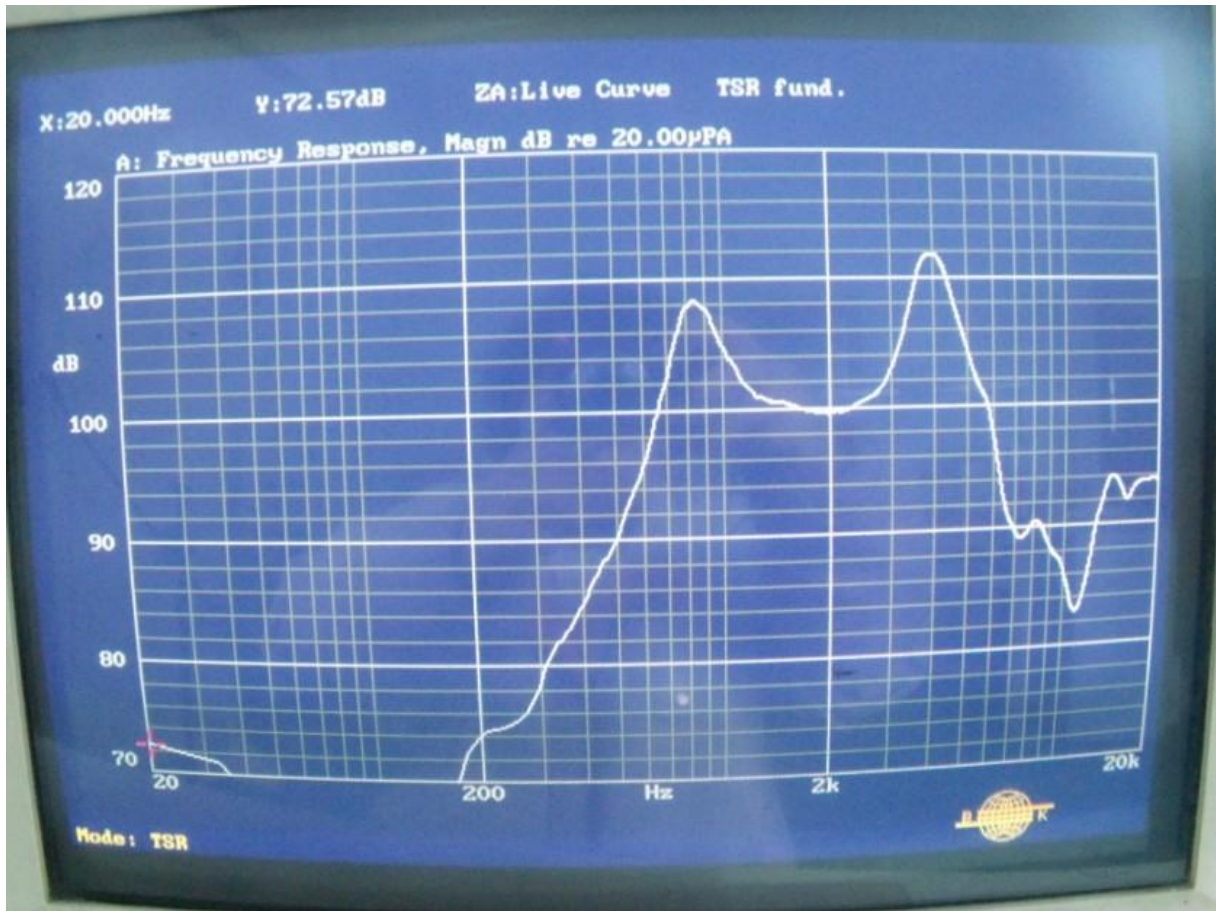 X:20.000Hz Y:72.57dB ZA:Live Curve TSR fund.
A: Frequency Response, Magn dB re 20.00µPA
120
110
dB
100
90
80
70
20 200 Hz 2k 20k
Mode: TSR
B K